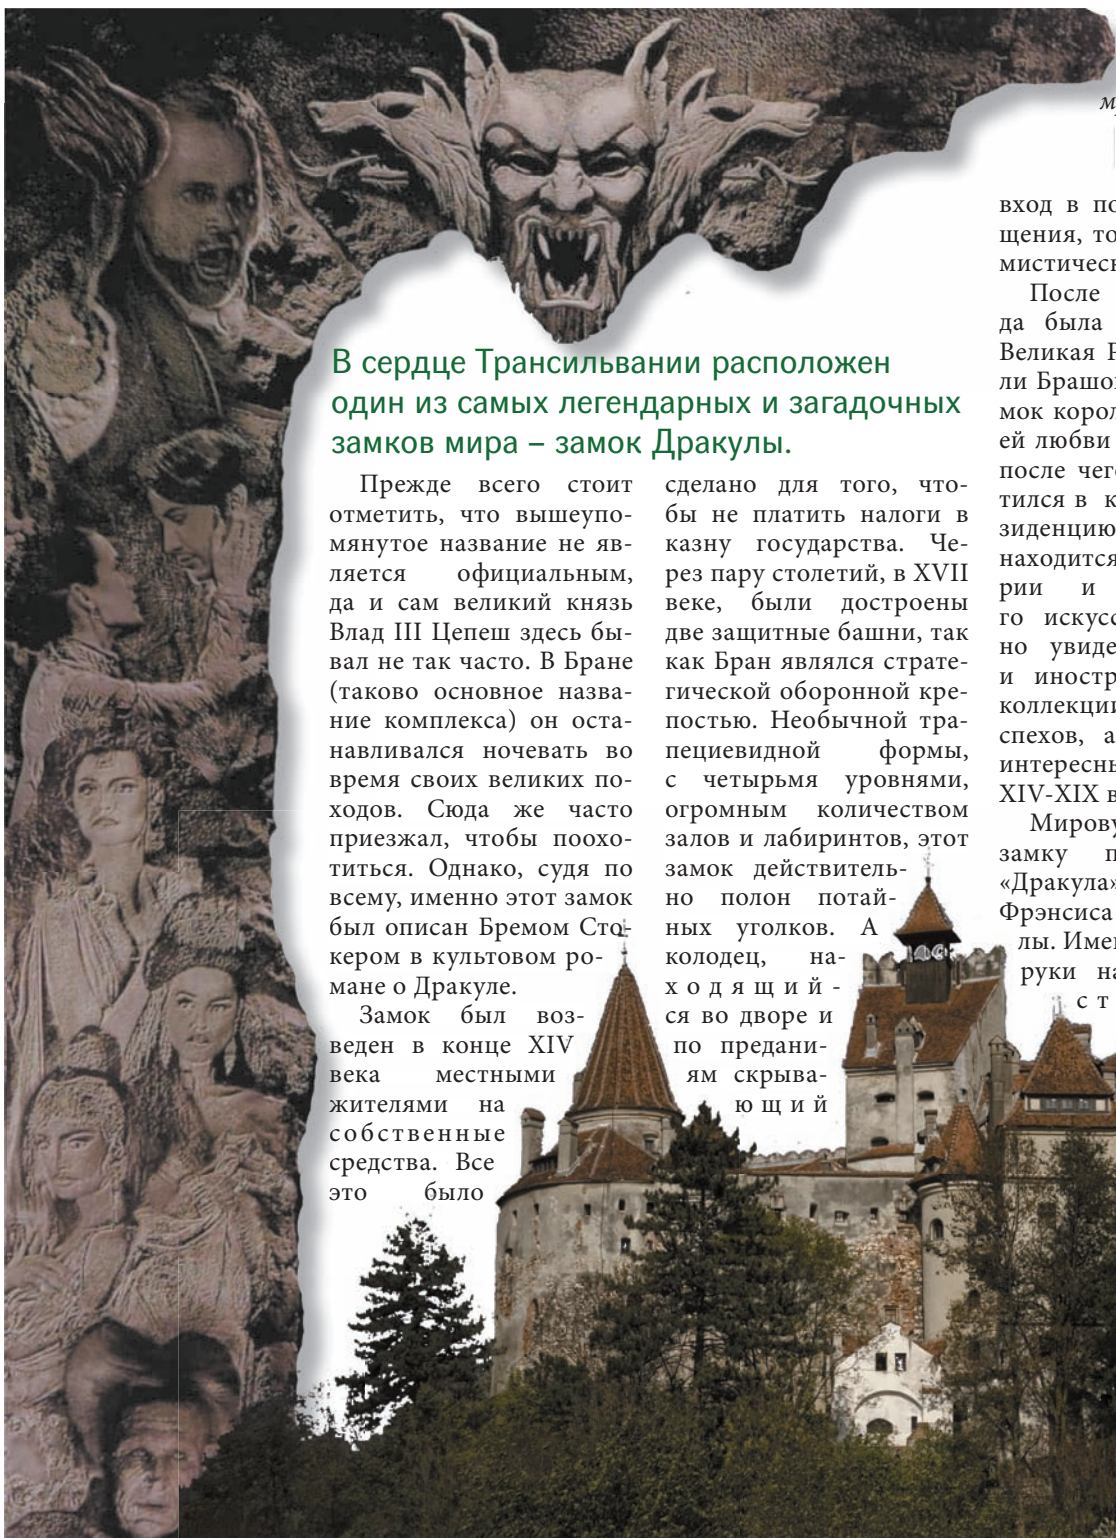 В сердце Трансильвании расположен
один из самых легендарных и загадочных
замков мира – замок Дракулы.
Прежде всего стоит
отметить, что вышеупо-
мянутое название не яв-
ляется официальным,
да и сам великий князь
Влад III Цепеш здесь бы-
вал не так часто. В Бране
(таково основное назва-
ние комплекса) он оста-
навливался ночевать во
время своих великих по-
ходов. Сюда же часто
приезжал, чтобы поохо-
титься. Однако, судя по
всему, именно этот замок
был описан Бремом Сто-
кером в культовом ро-
мане о Дракуле.
Замок был воз-
веден в конце XIV
века местными
жителями на
собственные
средства. Все
это было
сделано для того, что-
бы не платить налоги в
казну государства. Че-
рез пару столетий, в XVII
веке, были достроены
две защитные башни, так
как Бран являлся страте-
гической оборонной кре-
постью. Необычной тра-
пециевидной формы,
с четырьмя уровнями,
огромным количеством
залов и лабиринтов, этот
замок действитель-
но полон потай-
ных уголков. А
колодец, на-
ходящий-
ся во дворе и
по предани-
ям скрыва-
ющий
вход в по
щения, то
мистическ
После
да была
Великая
ли Брашо
мок корол
ей любви
после чег
тился в к
зиденцию
находится
рии и
го искусс
но увиде
и иностр
коллекции
спехов, а
интересны
XIV-XIX в
Мирову
замку п
«Дракула»
Фрэнсиса
лы. Имен
руки на
ст